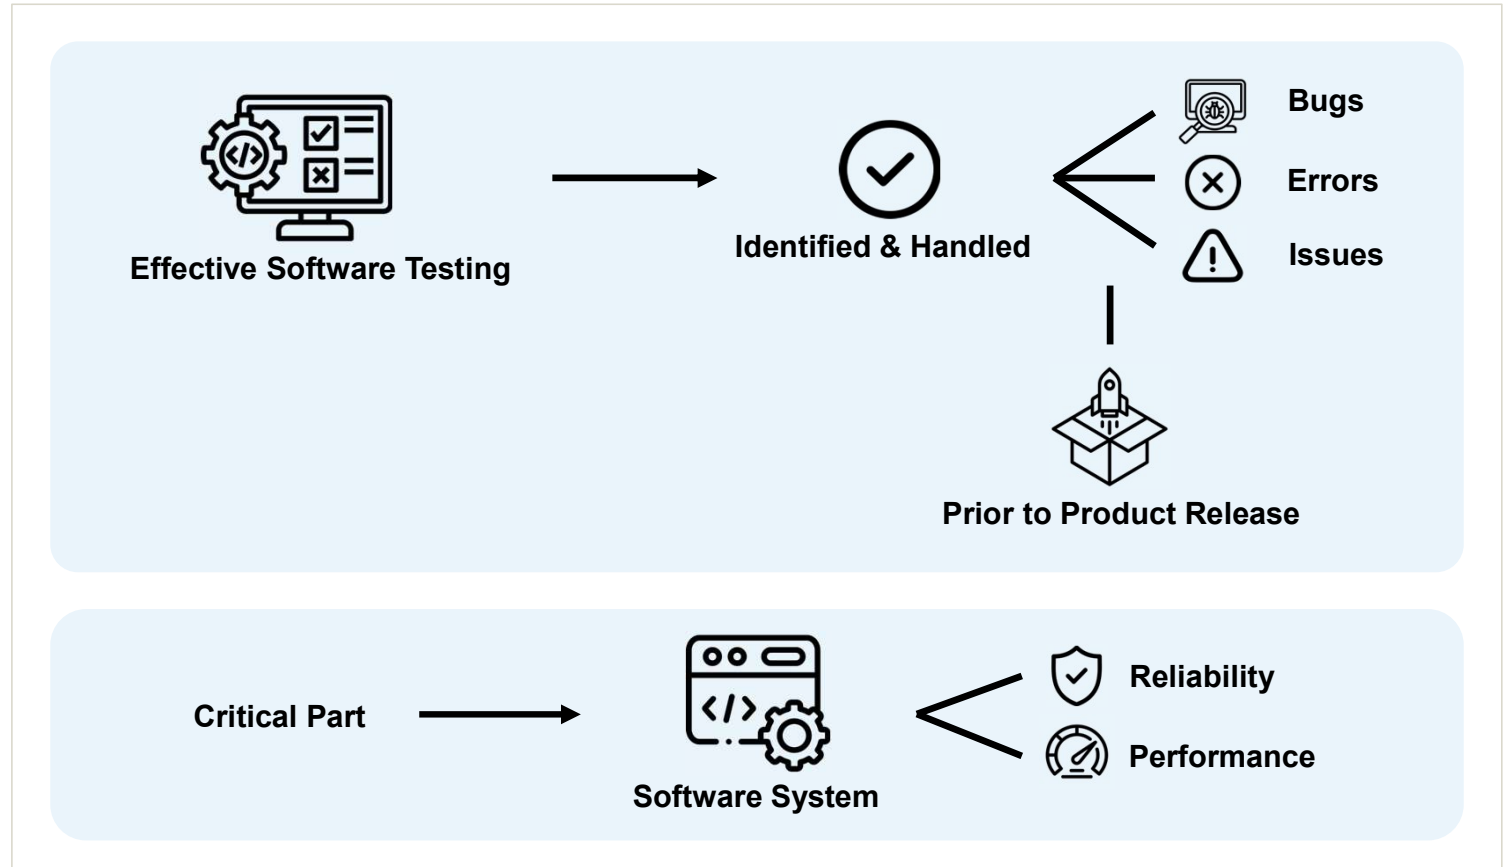 Effective Software Testing
Identified & Handled
Bugs
Errors
Issues
Prior to Product Release
Critical Part
Software System
Reliability
Performance